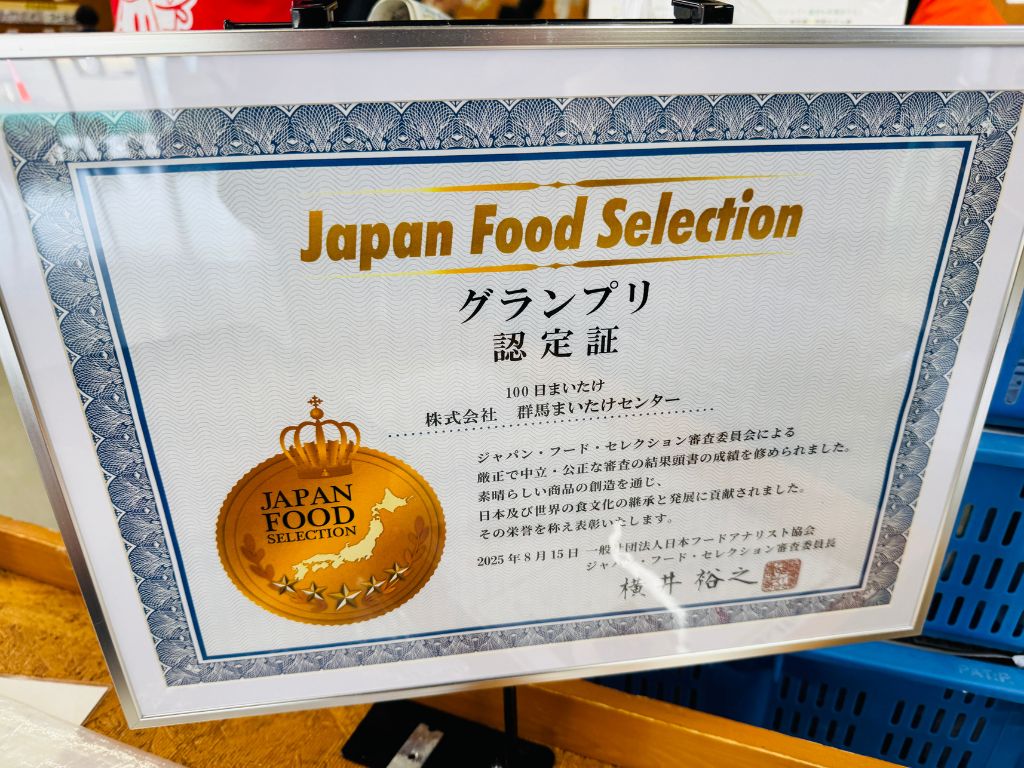 Japan Food Selection
グランプリ
認定証
100日まいたけ
株式会社 群馬まいたけセンター
ジャパン・フード・セレクション審査委員会による
厳正で中立・公正な審査の結果頭書の成績を修められました。
素晴らしい商品の創造を通じ、
日本及び世界の食文化の継承と発展に貢献されました。
その栄誉を称え表彰いたします。
2025年8月15日 一般社団法人日本フードアナリスト協会
ジャパン・フード・セレクション審査委員長
横井裕之
JAPAN
FOOD
SELECTION
PAT.P